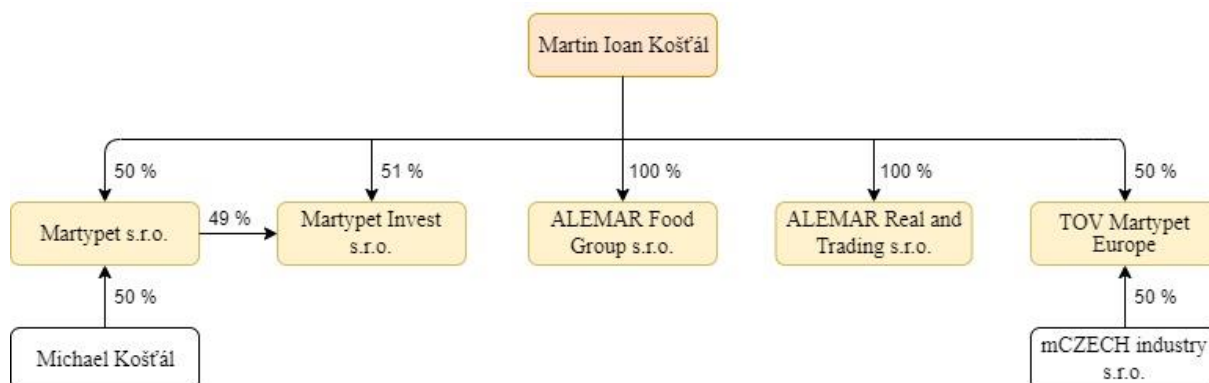 Martin Ioan Košťál
50 %
51 %
100 %
100 %
50 %
Martypet s.r.o.
49 %
Martypet Invest
s.r.o.
ALEMAR Food
Group s.r.o.
ALEMAR Real and
Trading s.r.o.
TOV Martypet
Europe
50 %
50 %
Michael Košťál
mCZECH industry
s.r.o.